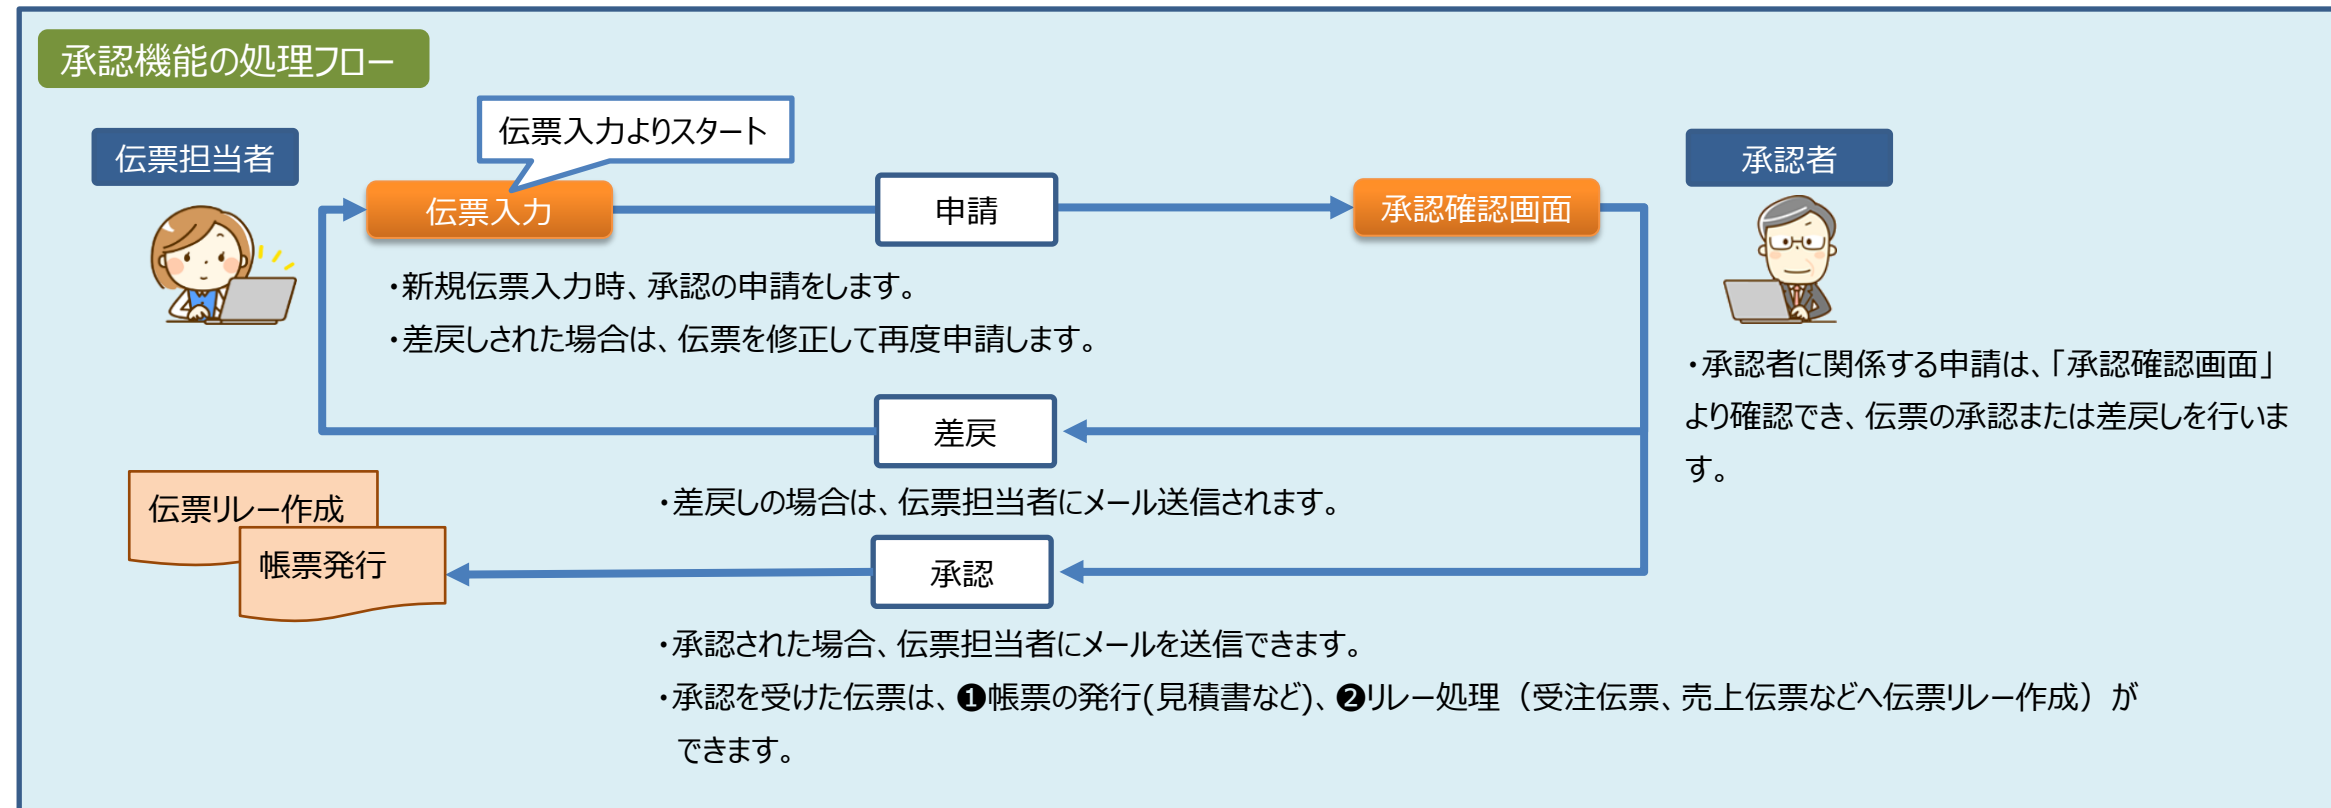 承認機能の処理フロー
伝票入力よりスタート
伝票担当者
承認者
伝票入力
申請
承認確認画面
・新規伝票入力時、承認の申請をします。
・差戻しされた場合は、伝票を修正して再度申請します。
・承認者に関係する申請は、「承認確認画面」
より確認でき、伝票の承認または差戻しを行いま
す。
差戻
・差戻しの場合は、伝票担当者にメール送信されます。
伝票リレー作成
帳票発行
承認
・承認された場合、伝票担当者にメールを送信できます。
・承認を受けた伝票は、❶帳票の発行(見積書など)、❷リレー処理（受注伝票、売上伝票などへ伝票リレー作成）が
できます。